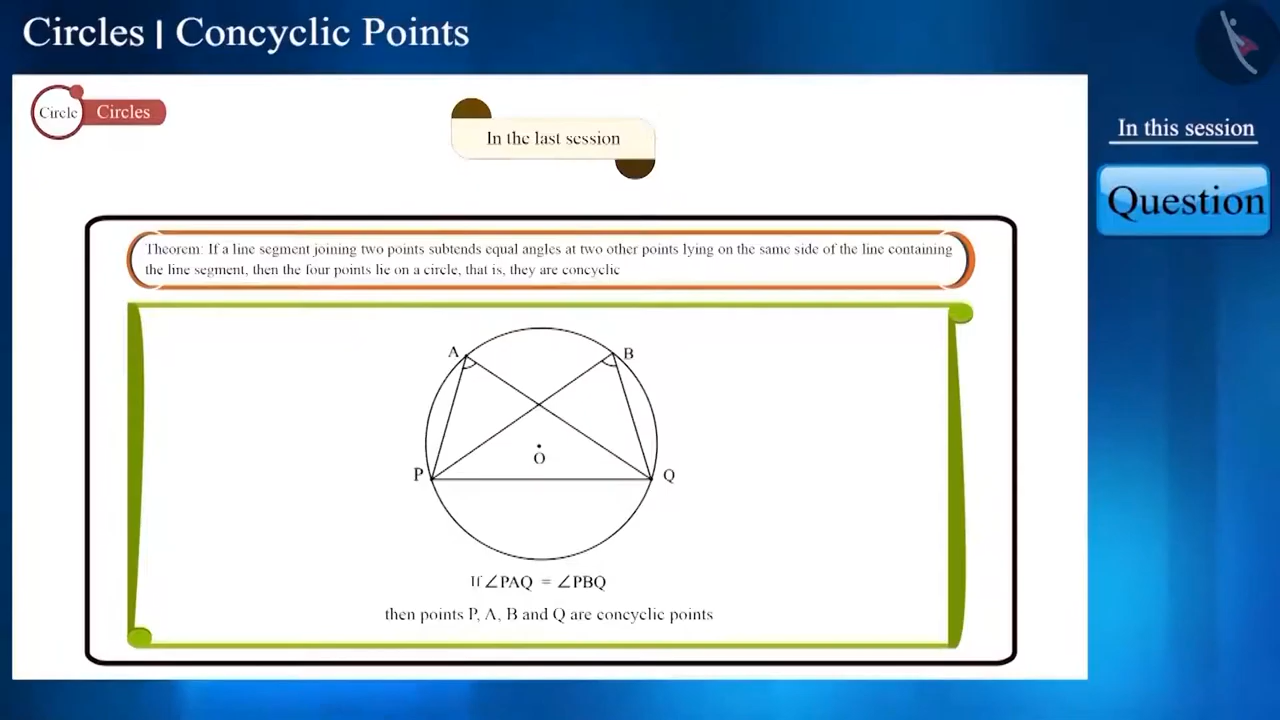 Circles | Concyclic Points
Circle Circles
In the last session
In this session
Question
Theorem: If a line segment joining two points subtends equal angles at two other points lying on the same side of the line containing
the line segment, then the four points lie on a circle, that is, they are concyclic
A
B
O
P
Q
If ∠PAQ = ∠PBQ
then points P, A, B and Q are concyclic points